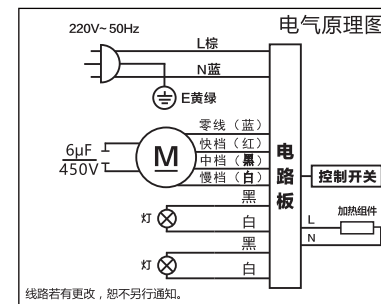 电气原理图
220V~ 50Hz
L棕
N蓝
E黄绿
零线（蓝）
快档（红）
中档（黑）
慢档（白）
6μF
450V
M
电路板
控制开关
黑
灯
白
加热组件
L
N
黑
灯
白
线路若有更改，恕不另行通知。